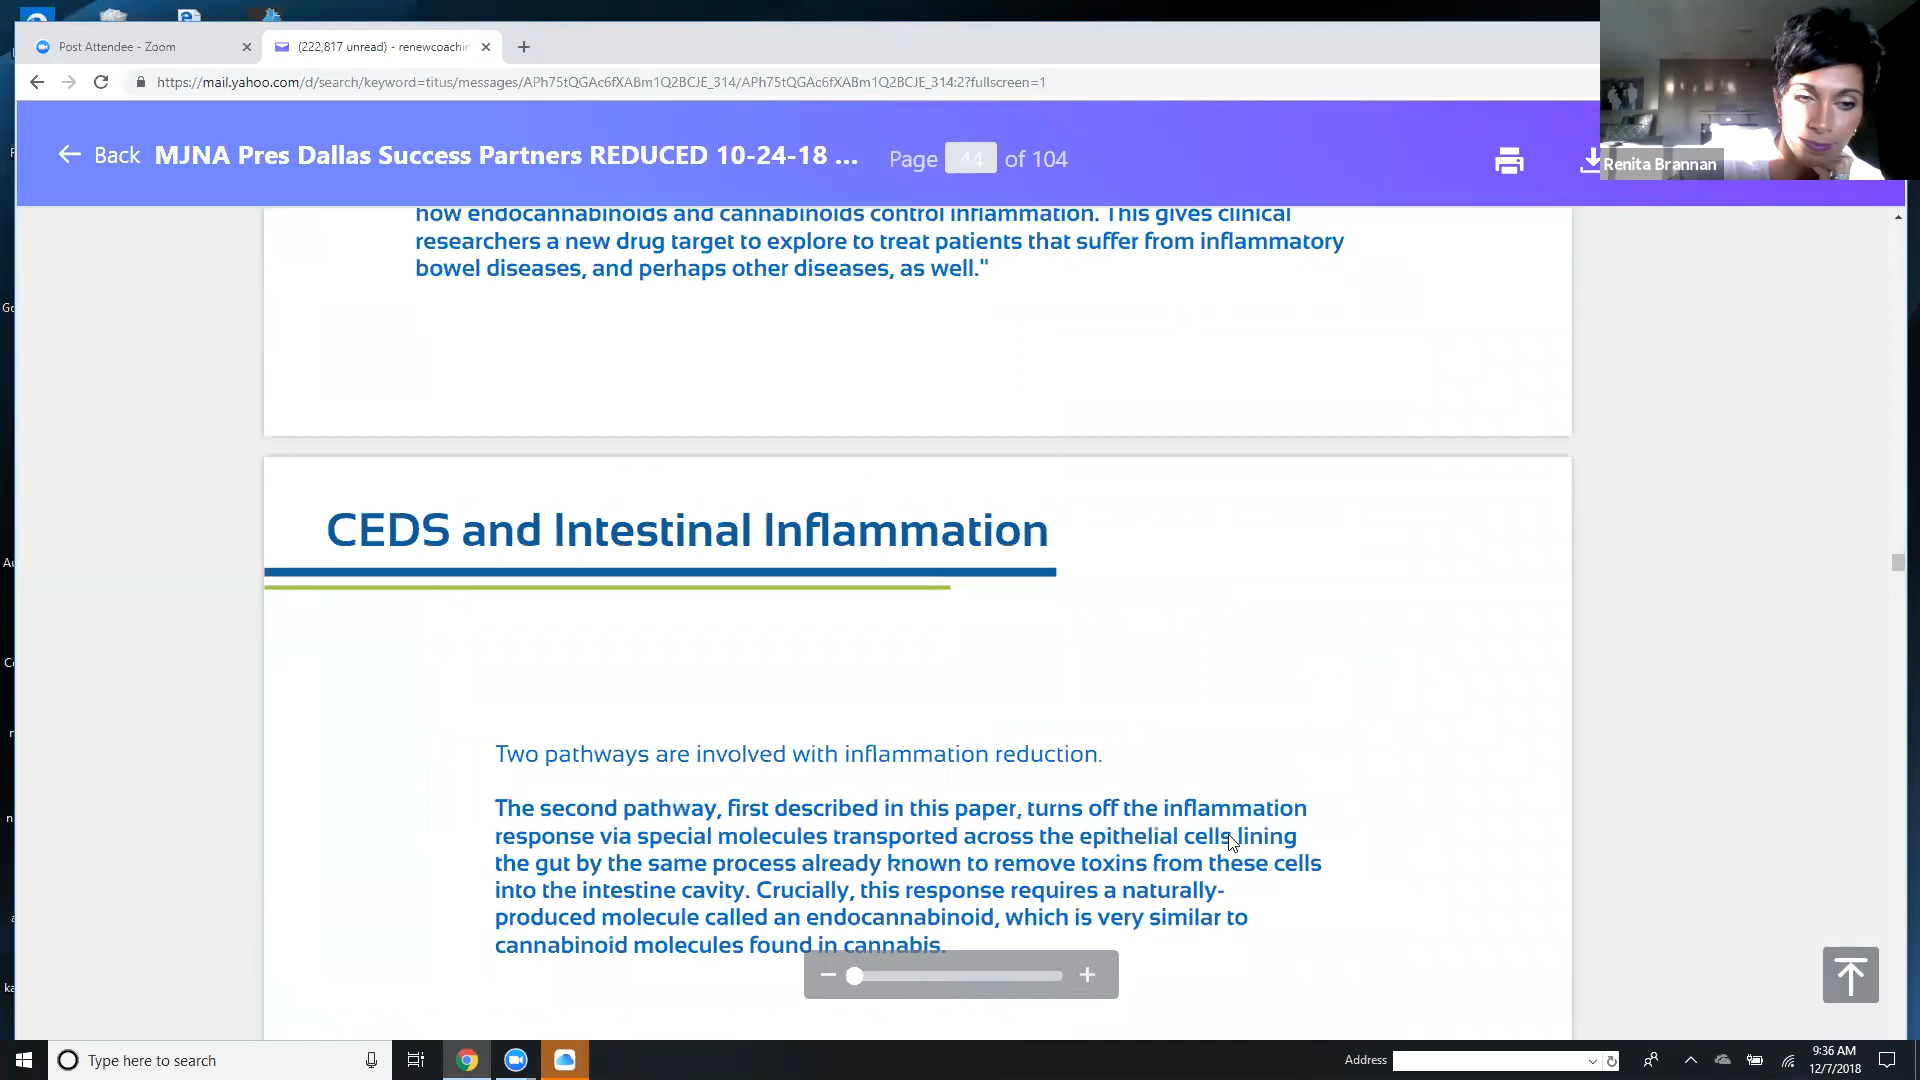 Post Attendee - Zoom
(222,817 unread) - renewcoachin
https://mail.yahoo.com/d/search/keyword=titus/messages/APh75tQGAc6fXABm1Q2BCJE_314/APh75tQGAc6fXABm1Q2BCJE_314:2?fullscreen=1
Back MJNA Pres Dallas Success Partners REDUCED 10-24-18 ... Page 44 of 104
Renita Brannan
how endocannabinoids and cannabinoids control inflammation. This gives clinical
researchers a new drug target to explore to treat patients that suffer from inflammatory
bowel diseases, and perhaps other diseases, as well."
CEDS and Intestinal Inflammation
Two pathways are involved with inflammation reduction.
The second pathway, first described in this paper, turns off the inflammation
response via special molecules transported across the epithelial cells lining
the gut by the same process already known to remove toxins from these cells
into the intestine cavity. Crucially, this response requires a naturally-
produced molecule called an endocannabinoid, which is very similar to
cannabinoid molecules found in cannabis.
Type here to search
Address
9:36 AM
12/7/2018